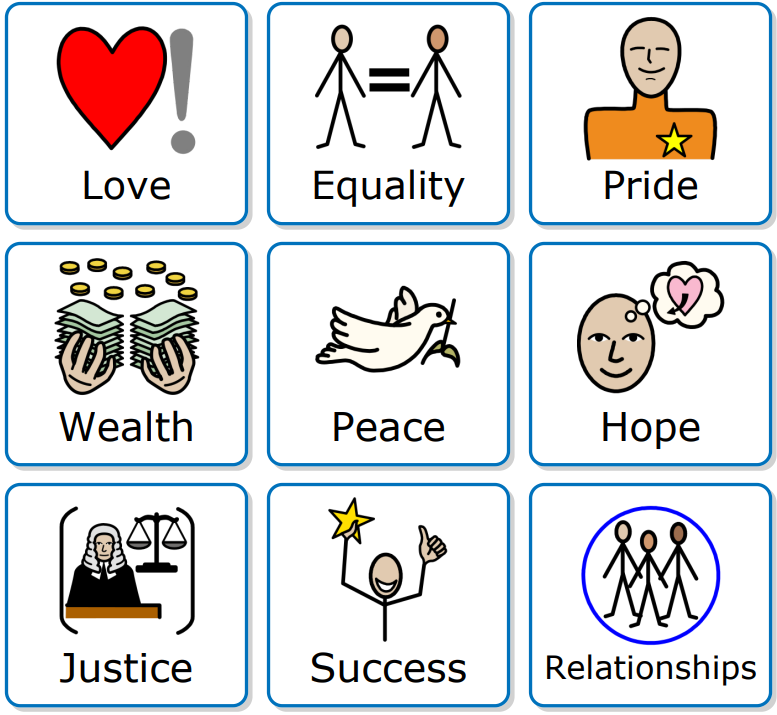 Love
Equality
Pride
Wealth
Peace
Hope
Justice
Success
Relationships